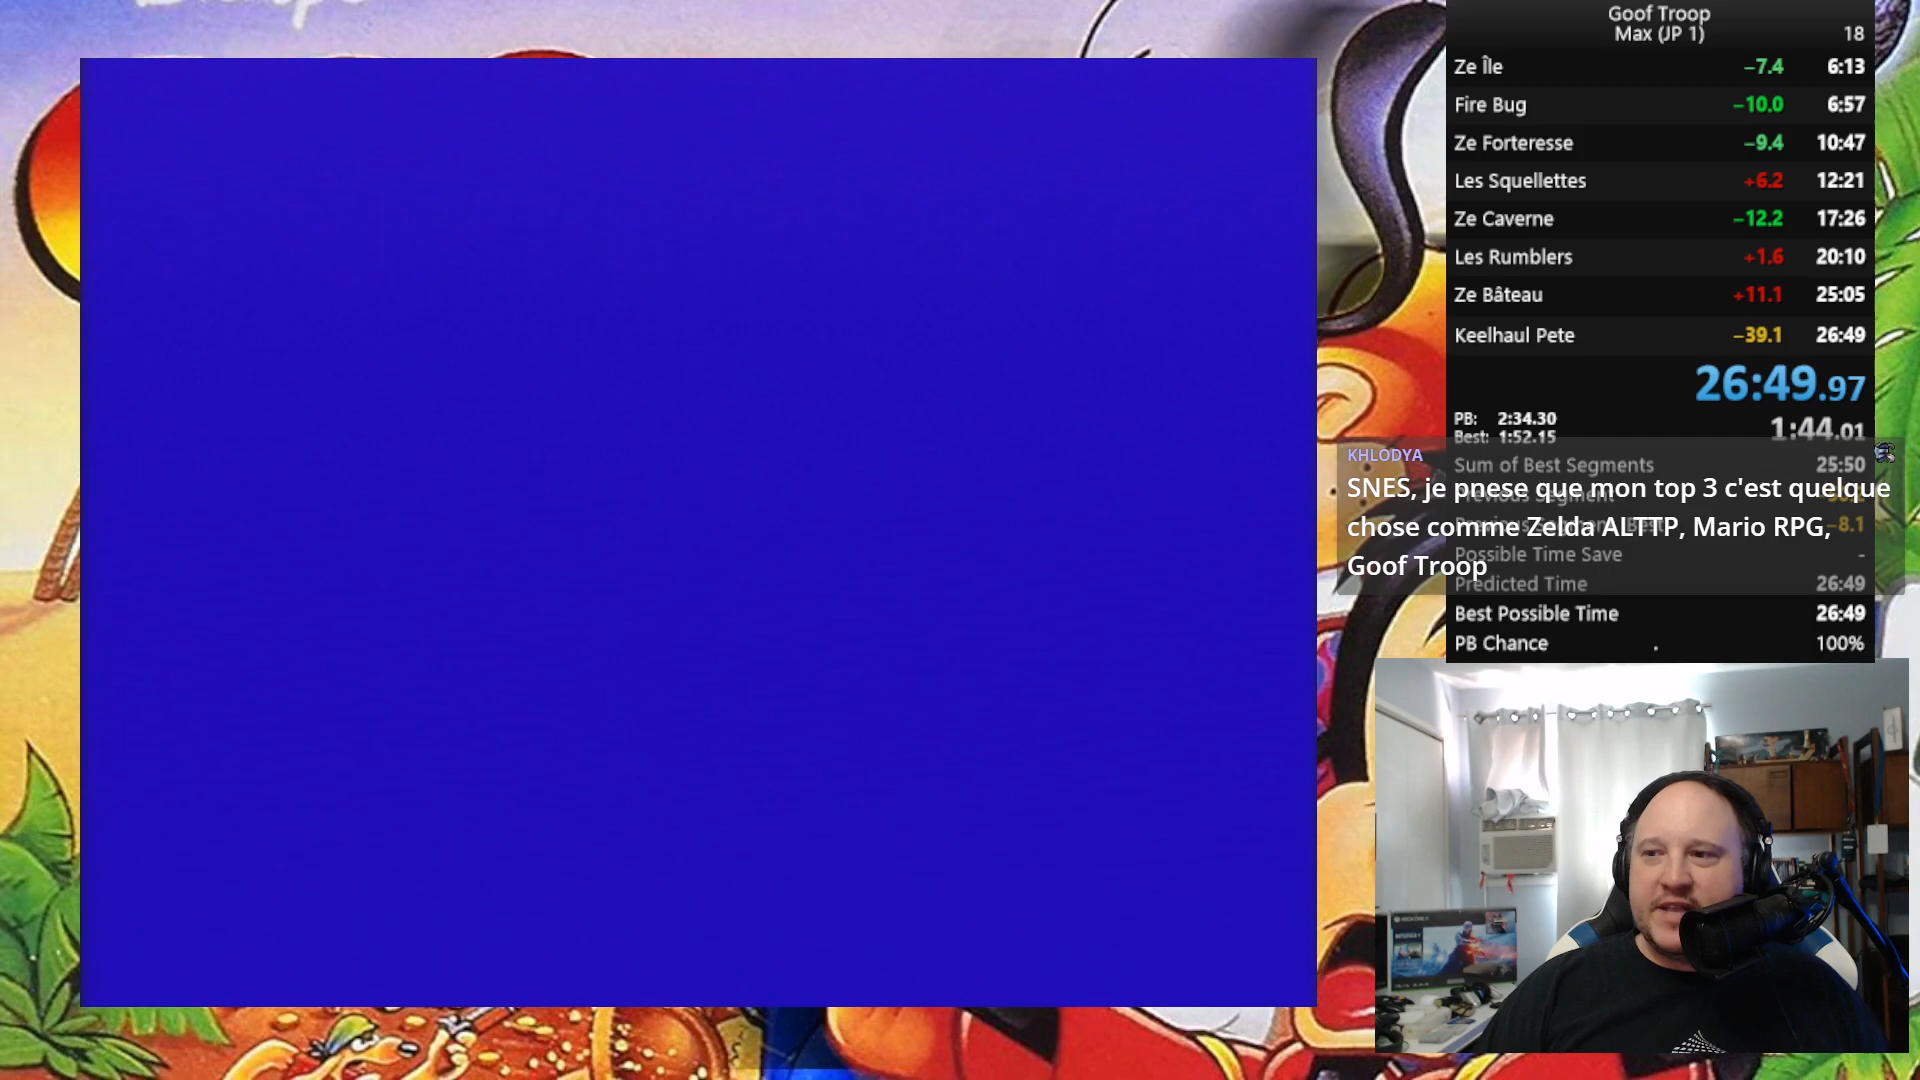 Goof Troop
Max (JP 1) 18
Ze Île −7.4 6:13
Fire Bug −10.0 6:57
Ze Forteresse −9.4 10:47
Les Squellettes +6.2 12:21
Ze Caverne −12.2 17:26
Les Rumblers +1.6 20:10
Ze Bâteau +11.1 25:05
Keelhaul Pete −39.1 26:49
26:49.97
PB: 2:34.30
Best: 1:52.15
1:44.01
KHLODYA
Sum of Best Segments 25:50
SNES, je pnese que mon top 3 c'est quelque
Previous Segment
chose comme Zelda ALTTP, Mario RPG,
−8.1
Possible Time Save -
Goof Troop
Predicted Time 26:49
Best Possible Time 26:49
PB Chance 100%